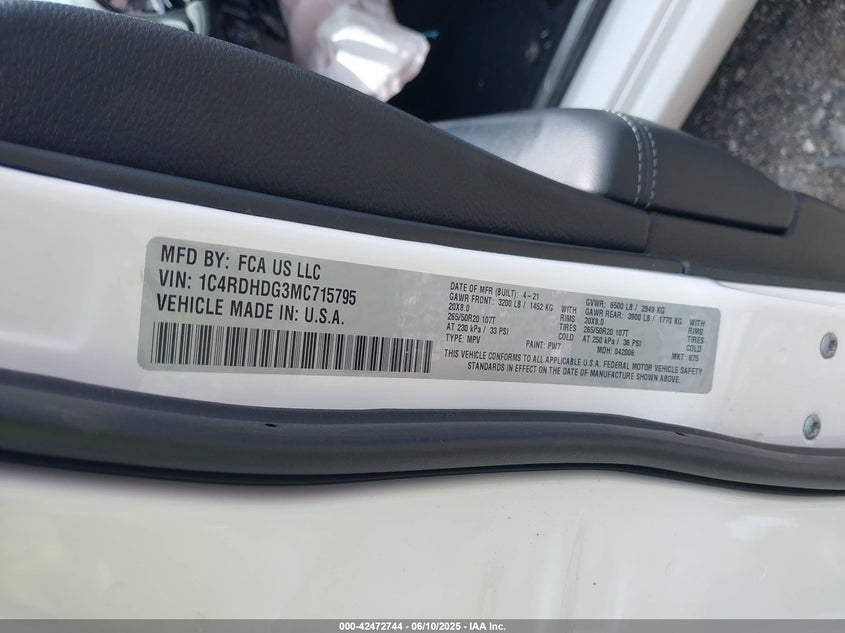 MFD BY: FCA US LLC
VIN: 1C4RDHDG3MC715795
VEHICLE MADE IN: U.S.A.
DATE OF MFR (BUILT): 4-21 GVWR: 6500 LB / 2949 KG
GAWR FRONT: 3200 LB / 1452 KG WITH GAWR REAR: 3900 LB / 1770 KG WITH
20X8.0 RIMS 20X8.0 RIMS
265/50R20 107T TIRES 265/50R20 107T TIRES
AT 230 kPa / 33 PSI COLD AT 250 kPa / 36 PSI COLD
TYPE: MPV PAINT: PW7 MDH: 042006 MKT: 875
THIS VEHICLE CONFORMS TO ALL APPLICABLE U.S.A. FEDERAL MOTOR VEHICLE SAFETY
STANDARDS IN EFFECT ON THE DATE OF MANUFACTURE SHOWN ABOVE.
000-42472744 / 06/10/2025 - IAA Inc.